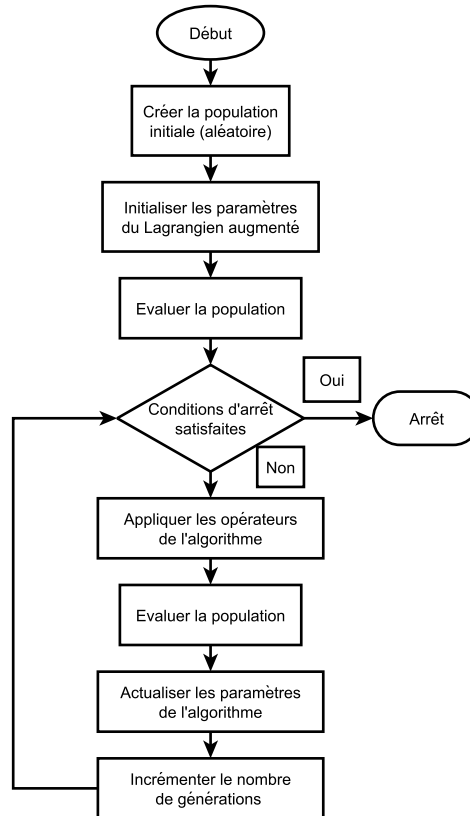 Début
Créer la population
initiale (aléatoire)
Initialiser les paramètres
du Lagrangien augmenté
Evaluer la population
Oui
Conditions d'arrêt
satisfaites
Arrêt
Non
Appliquer les opérateurs
de l'algorithme
Evaluer la population
Actualiser les paramètres
de l'algorithme
Incrémenter le nombre
de générations